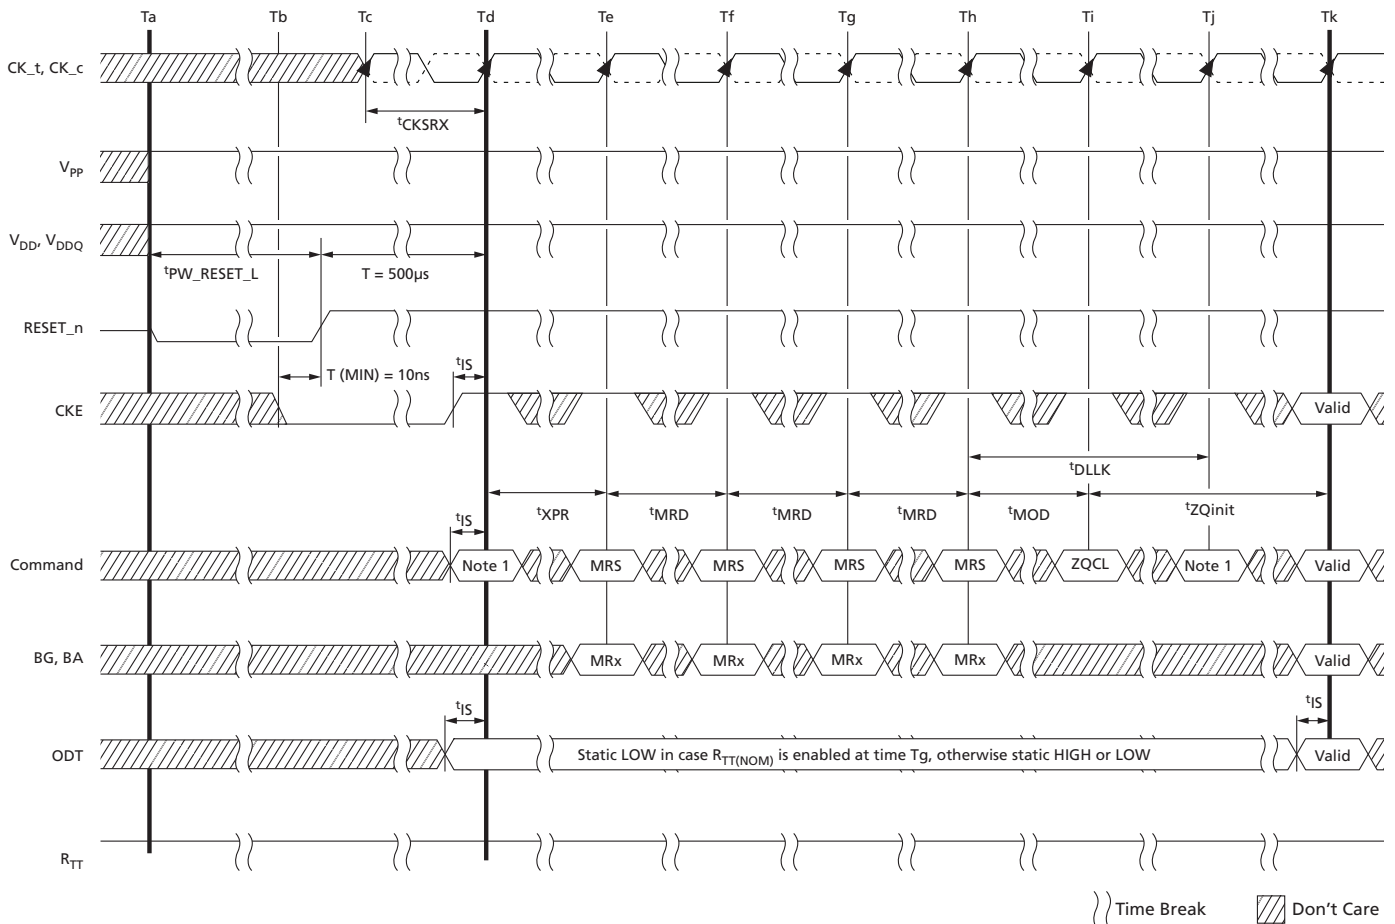 Ta Tb Tc Td Te Tf Tg Th Ti Tj Tk
CK_t, CK_c
tCKSRX
VPP
VDD, VDDQ
tPW_RESET_L T = 500µs
RESET_n
T (MIN) = 10ns tIS
CKE Valid
tDLLK
tXPR tMRD tMRD tMRD tMOD tZQinit
tIS
Command Note 1 MRS MRS MRS MRS ZQCL Note 1 Valid
BG, BA MRx MRx MRx MRx Valid
tIS tIS
ODT Static LOW in case RTT(NOM) is enabled at time Tg, otherwise static HIGH or LOW Valid
RTT
Time Break Don't Care